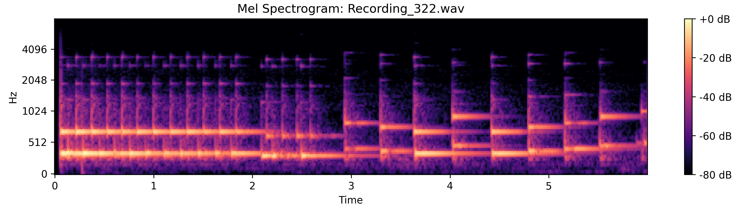 Mel Spectrogram: Recording_322.wav
Hz
4096
2048
1024
512
0
0
1
2
3
4
5
Time
+0 dB
-20 dB
-40 dB
-60 dB
-80 dB